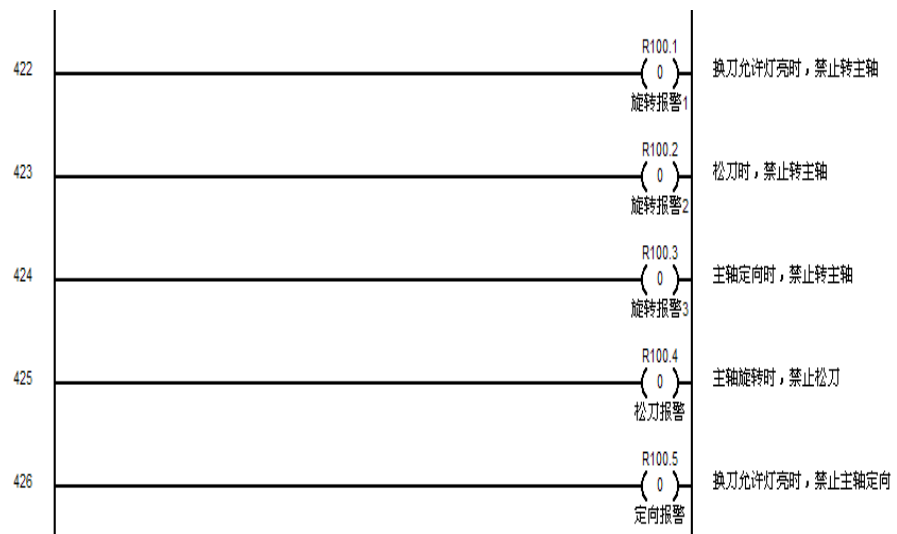 R100.1
422
0
换刀允许灯亮时，禁止转主轴
旋转报警1
R100.2
423
0
松刀时，禁止转主轴
旋转报警2
R100.3
424
0
主轴定向时，禁止转主轴
旋转报警3
R100.4
425
0
主轴旋转时，禁止松刀
松刀报警
R100.5
426
0
换刀允许灯亮时，禁止主轴定向
定向报警